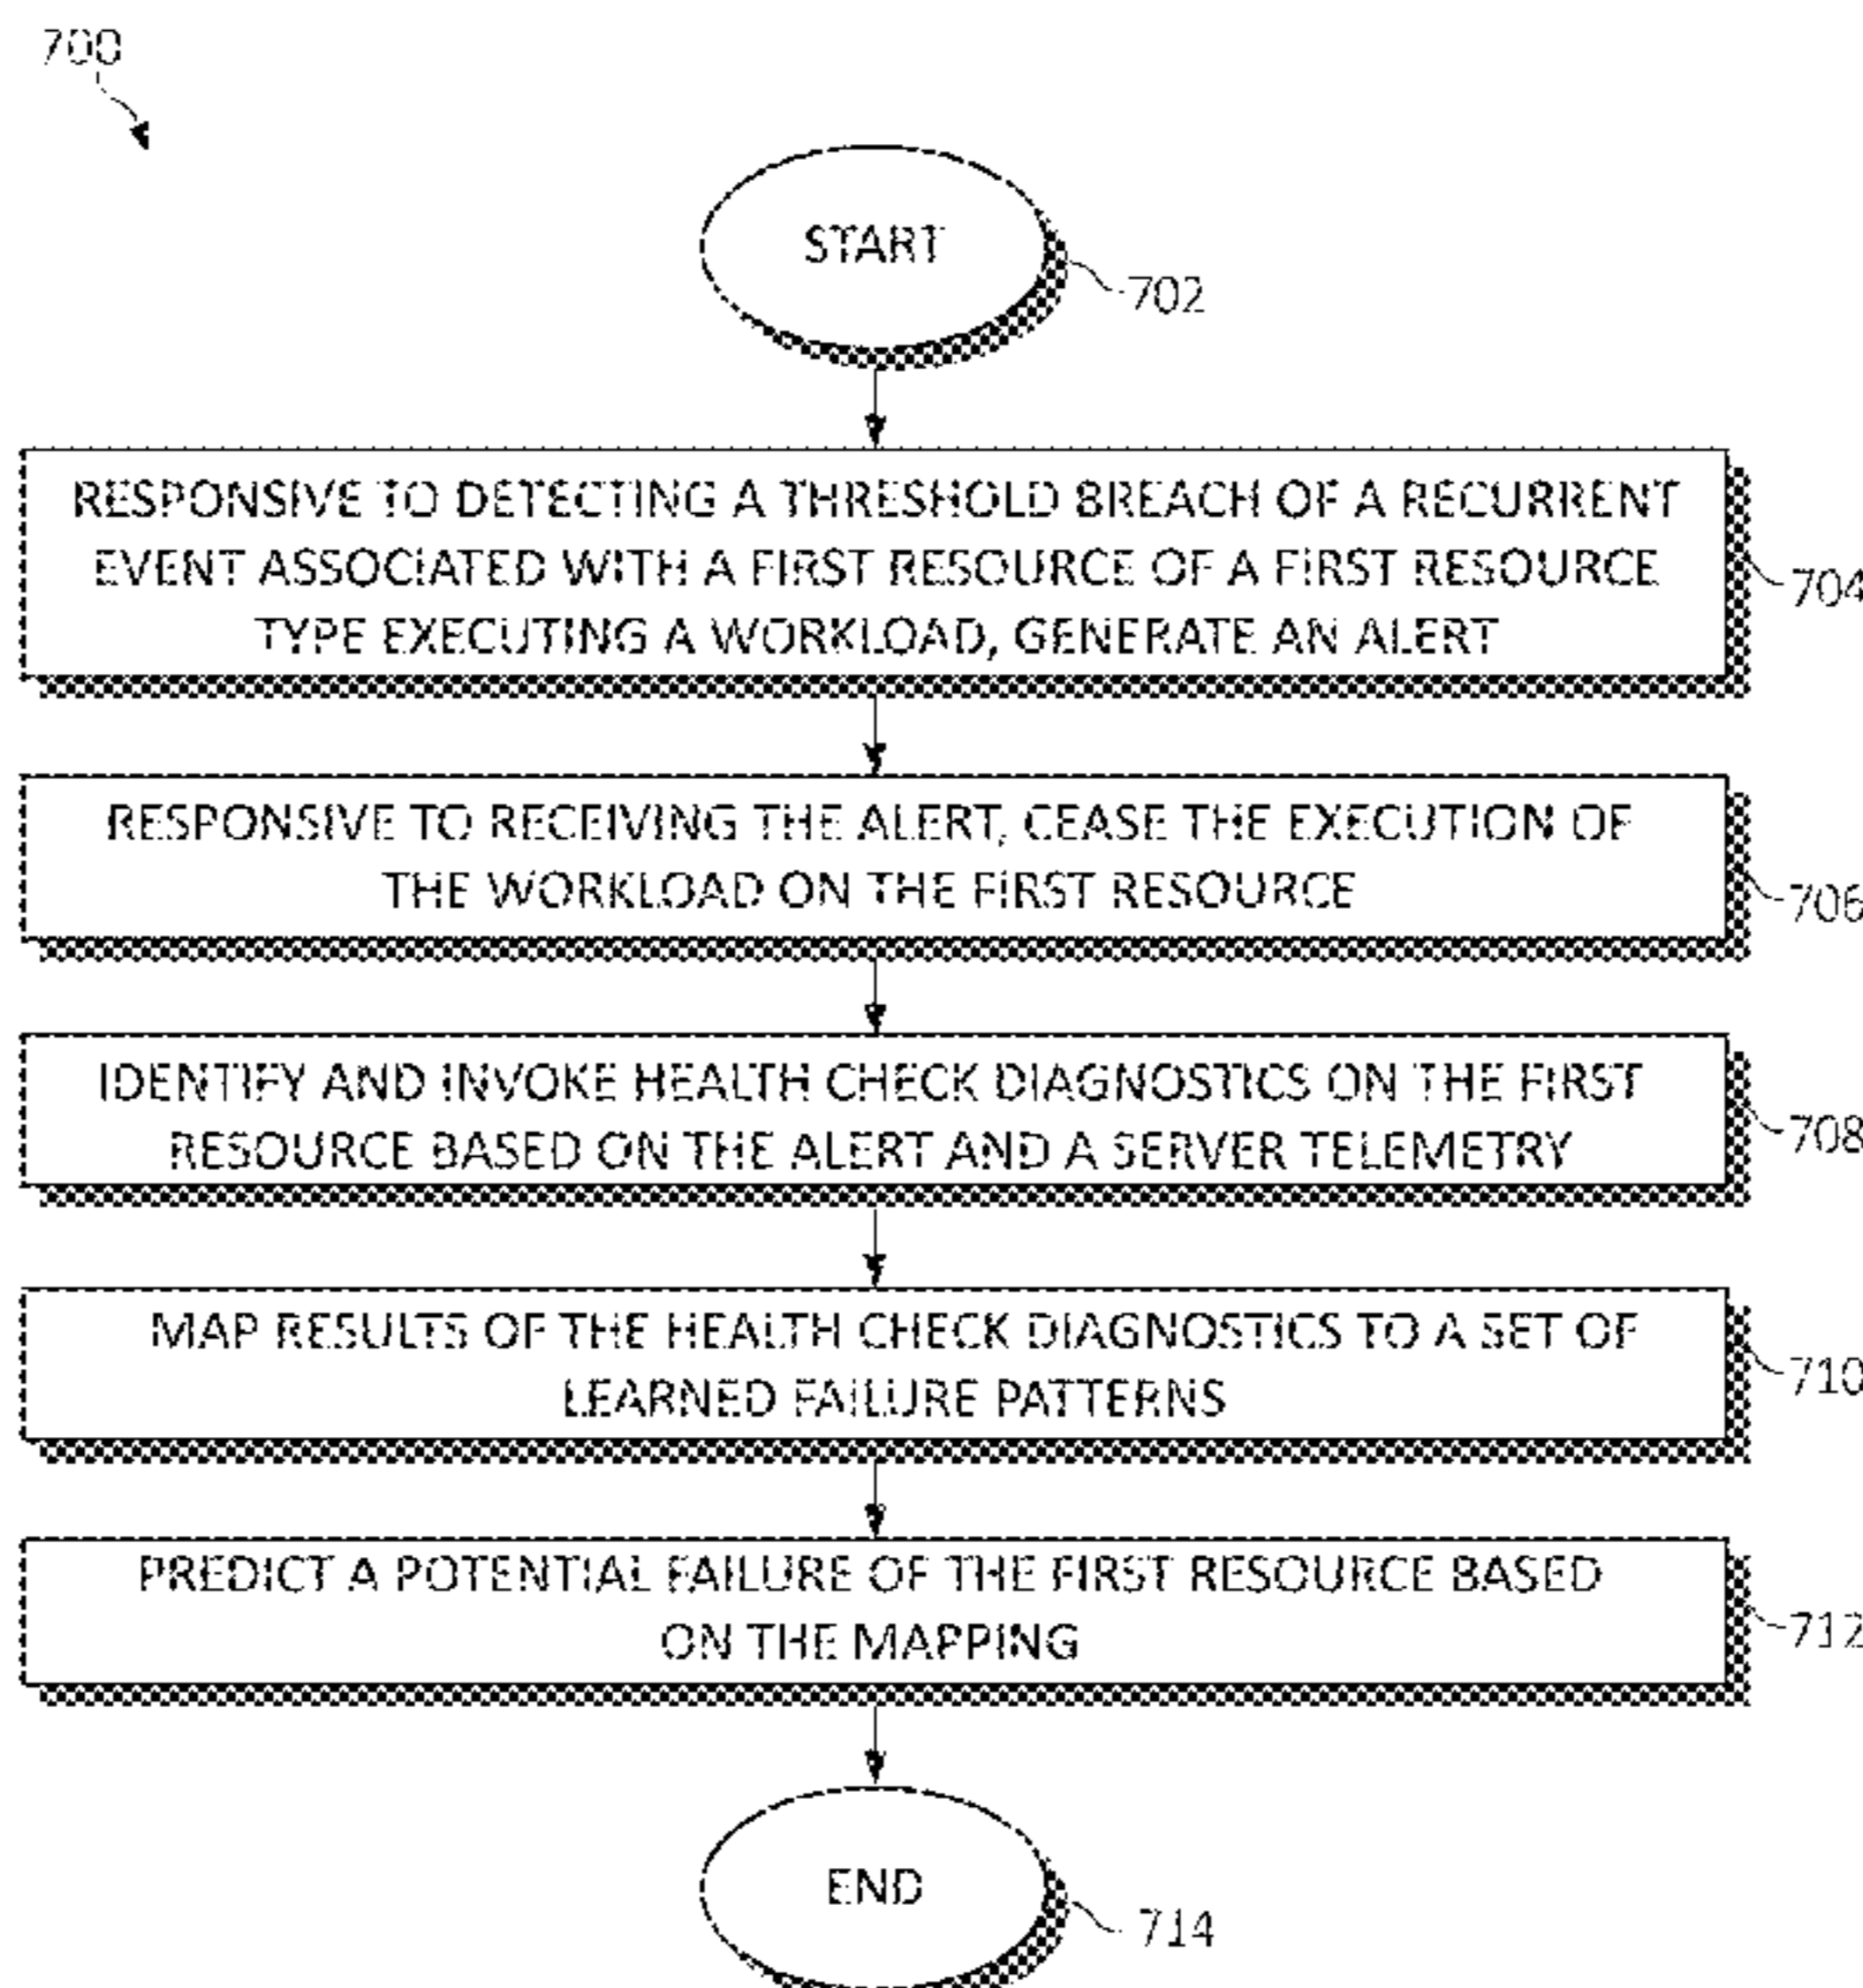 700
START
702
RESPONSIVE TO DETECTING A THRESHOLD BREACH OF A RECURRENT
EVENT ASSOCIATED WITH A FIRST RESOURCE OF A FIRST RESOURCE
TYPE EXECUTING A WORKLOAD, GENERATE AN ALERT
704
RESPONSIVE TO RECEIVING THE ALERT, CEASE THE EXECUTION OF
THE WORKLOAD ON THE FIRST RESOURCE
706
IDENTIFY AND INVOKE HEALTH CHECK DIAGNOSTICS ON THE FIRST
RESOURCE BASED ON THE ALERT AND A SERVER TELEMETRY
708
MAP RESULTS OF THE HEALTH CHECK DIAGNOSTICS TO A SET OF
LEARNED FAILURE PATTERNS
710
PREDICT A POTENTIAL FAILURE OF THE FIRST RESOURCE BASED
ON THE MAPPING
712
END
714